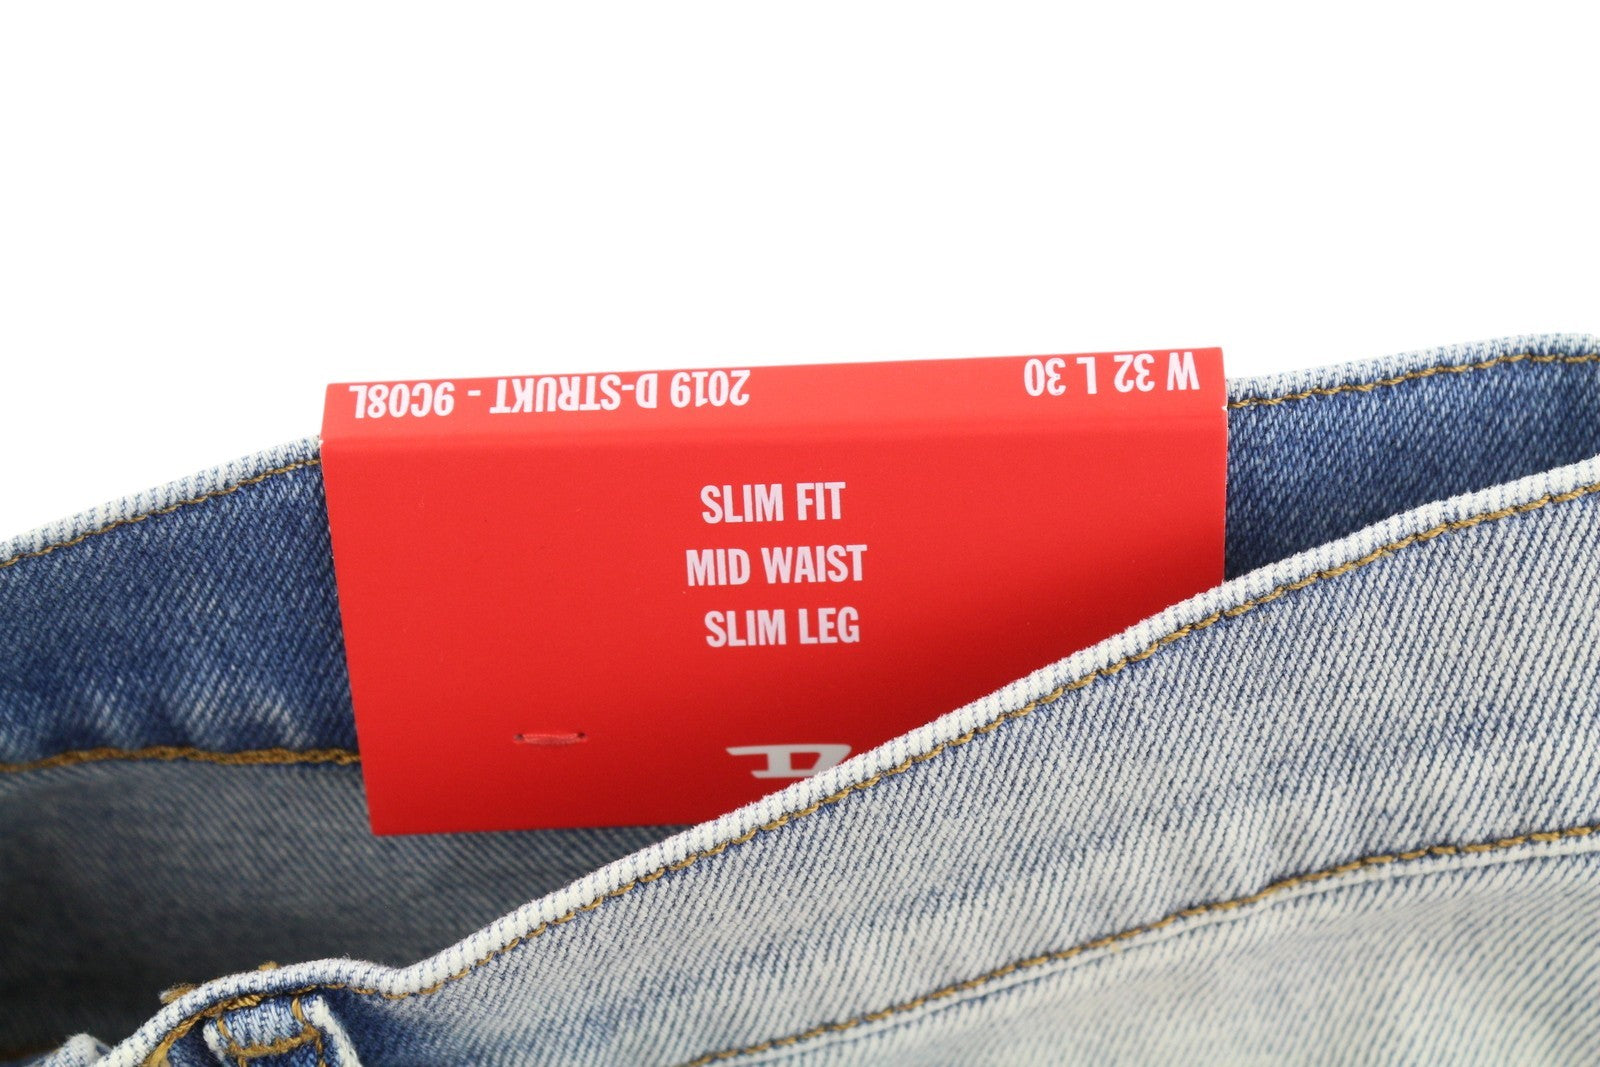 2019 D-STRUKT - 9C08L
W 32 L 30
SLIM FIT
MID WAIST
SLIM LEG